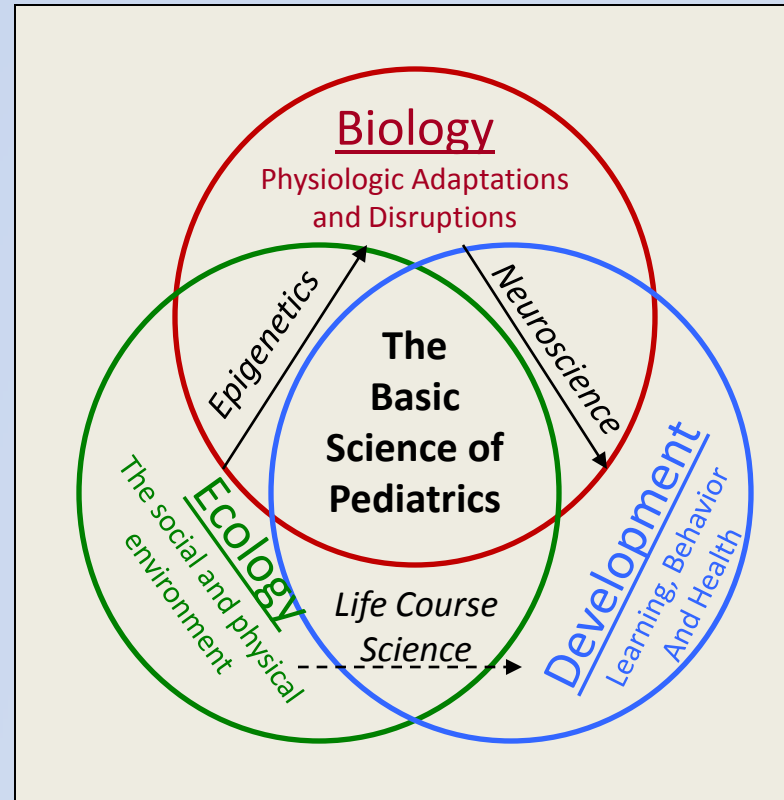 Biology
Physiologic Adaptations
and Disruptions
Epigenetics
Neuroscience
The
Basic
Science of
Pediatrics
Ecology
The social and physical
environment
Life Course
Science
Development
Learning, Behavior
And Health